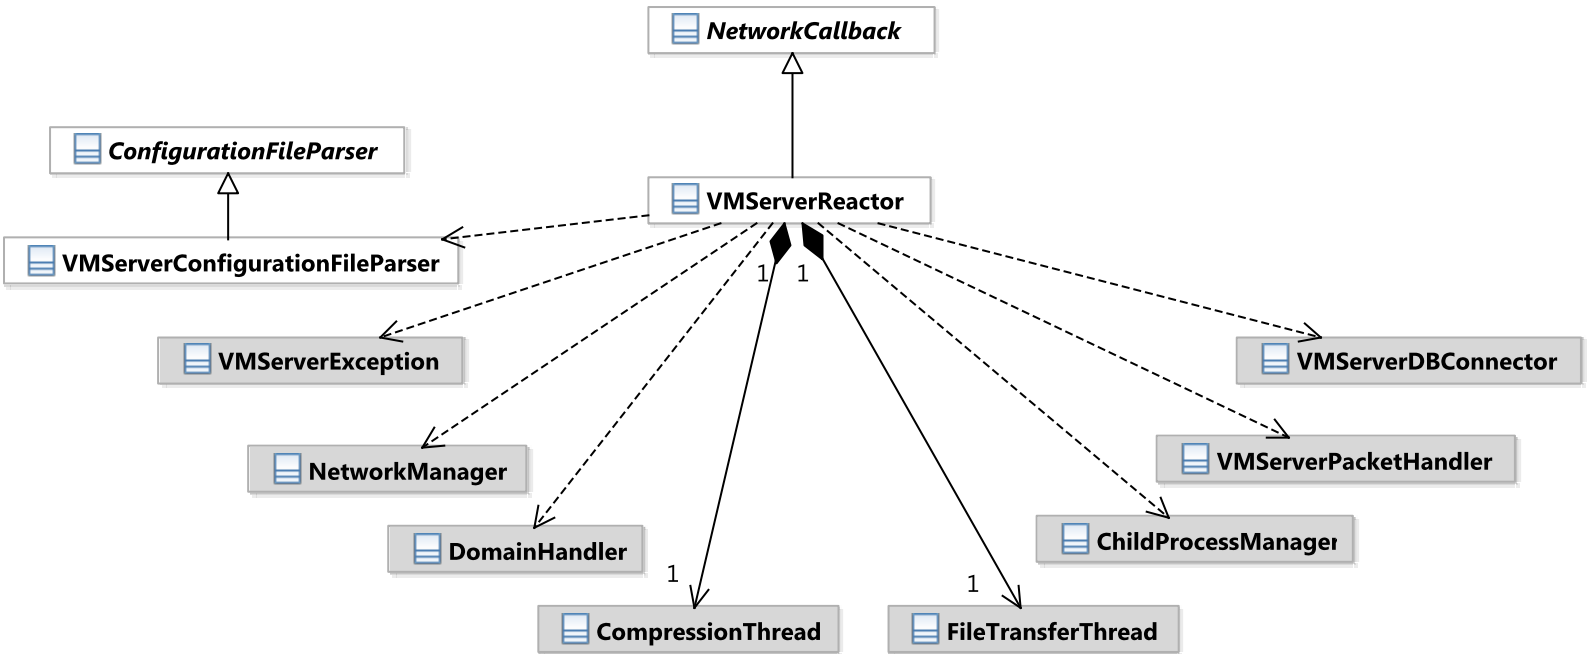 NetworkCallback
ConfigurationFileParser
VMServerReactor
VMServerConfigurationFileParser
1
1
VMServerException
VMServerDBConnector
NetworkManager
VMServerPacketHandler
DomainHandler
ChildProcessManager
1
1
CompressionThread
FileTransferThread